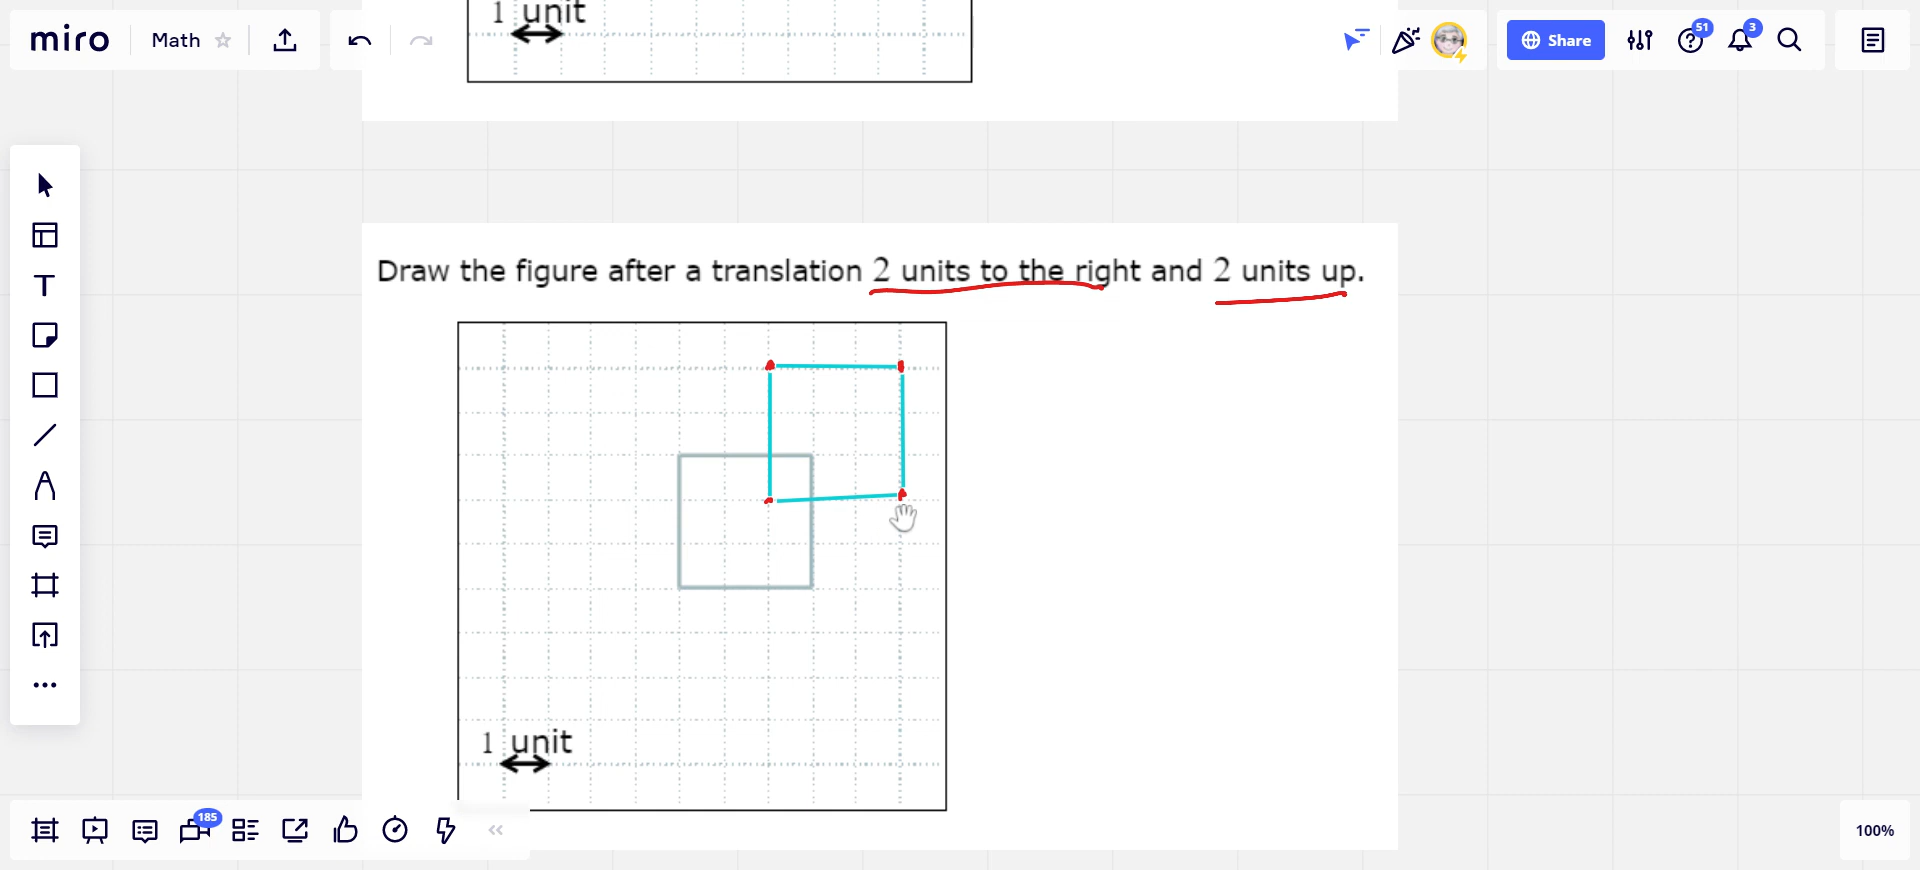 1 unit
miro Math Share 51 3
Draw the figure after a translation 2 units to the right and 2 units up.
T
1 unit
185
100%